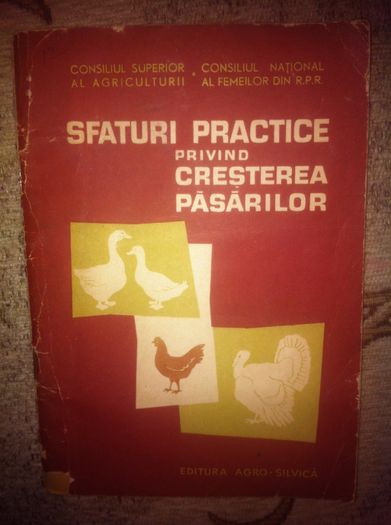 CONSILIUL SUPERIOR
AL AGRICULTURII
CONSILIUL NAȚIONAL
AL FEMEILOR DIN R.P.R.
SFATURI PRACTICE
PRIVIND
CREȘTEREA
PĂSĂRILOR
EDITURA AGRO-SILVICĂ